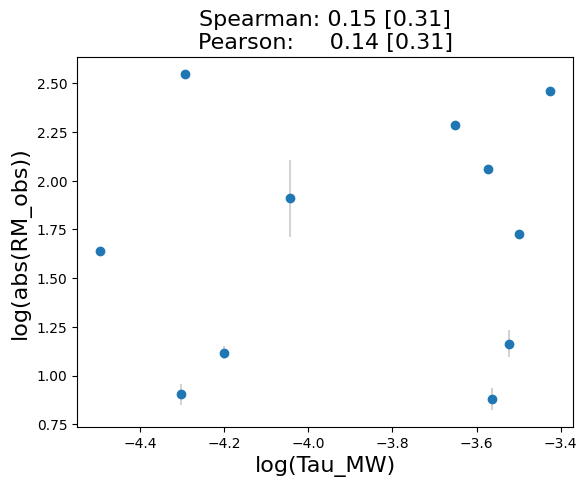 Spearman: 0.15 [0.31]
Pearson: 0.14 [0.31]
log(abs(RM_obs))
2.50
2.25
2.00
1.75
1.50
1.25
1.00
0.75
−4.4 −4.2 −4.0 −3.8 −3.6 −3.4
log(Tau_MW)